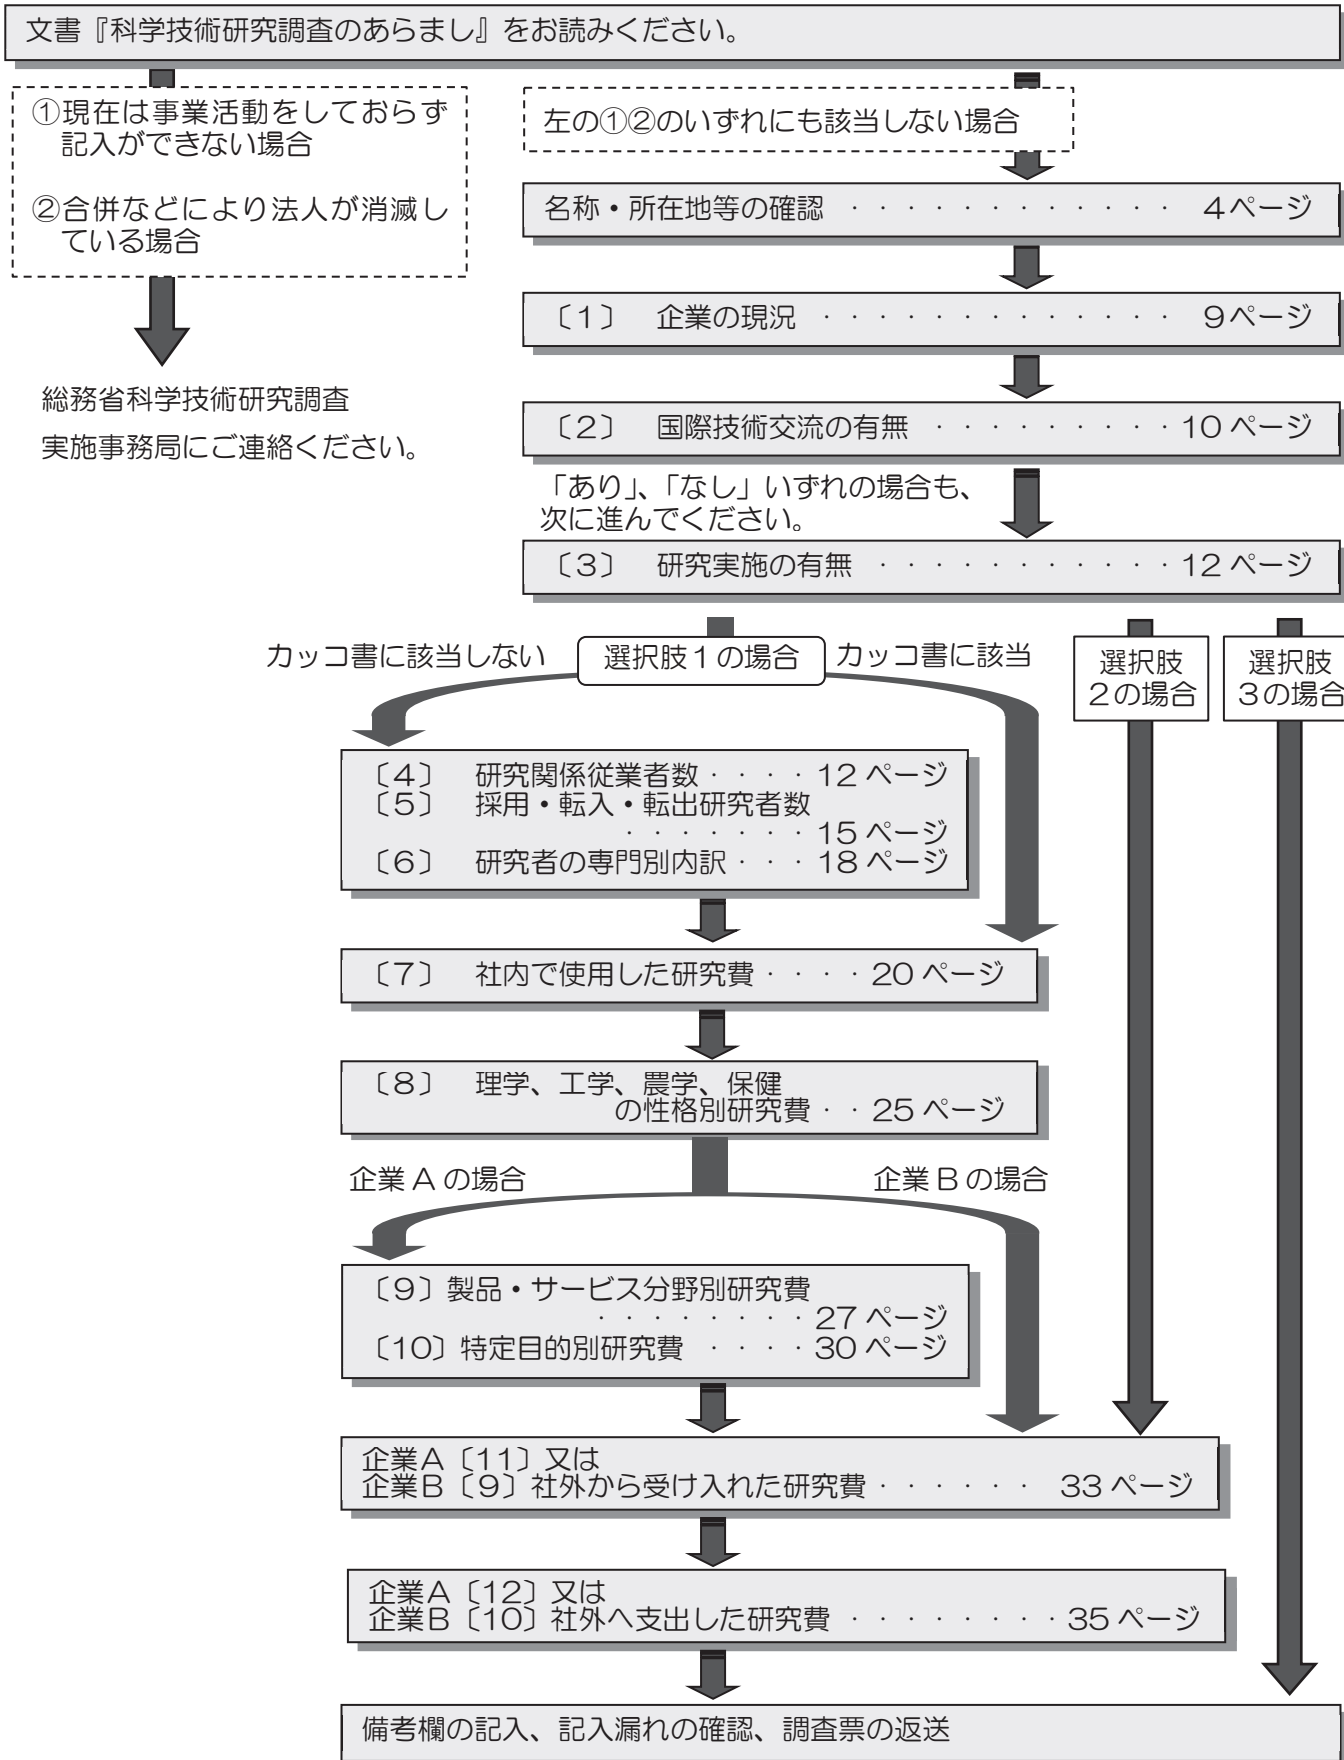 文書『科学技術研究調査のあらまし』をお読みください。
①現在は事業活動をしておらず
記入ができない場合
②合併などにより法人が消滅し
ている場合
総務省科学技術研究調査
実施事務局にご連絡ください。
左の①②のいずれにも該当しない場合
名称・所在地等の確認 ・・・・・・・・・・・・ 4ページ
〔1〕 企業の現況 ・・・・・・・・・・・・・ 9ページ
〔2〕 国際技術交流の有無 ・・・・・・・・・10 ページ
「あり」、「なし」いずれの場合も、
次に進んでください。
〔3〕 研究実施の有無 ・・・・・・・・・・・12 ページ
カッコ書に該当しない 選択肢1の場合 カッコ書に該当
選択肢
2の場合
選択肢
3の場合
〔4〕 研究関係従業者数・・・・12 ページ
〔5〕 採用・転入・転出研究者数
・・・・・・・15 ページ
〔6〕 研究者の専門別内訳・・・18 ページ
〔7〕 社内で使用した研究費・・・・20 ページ
〔8〕 理学、工学、農学、保健
の性格別研究費・・25 ページ
企業Aの場合 企業Bの場合
〔9〕製品・サービス分野別研究費
・・・・・・・・27 ページ
〔10〕特定目的別研究費 ・・・・30 ページ
企業A〔11〕又は
企業B〔9〕社外から受け入れた研究費・・・・・・ 33 ページ
企業A〔12〕又は
企業B〔10〕社外へ支出した研究費 ・・・・・・・・35 ページ
備考欄の記入、記入漏れの確認、調査票の返送